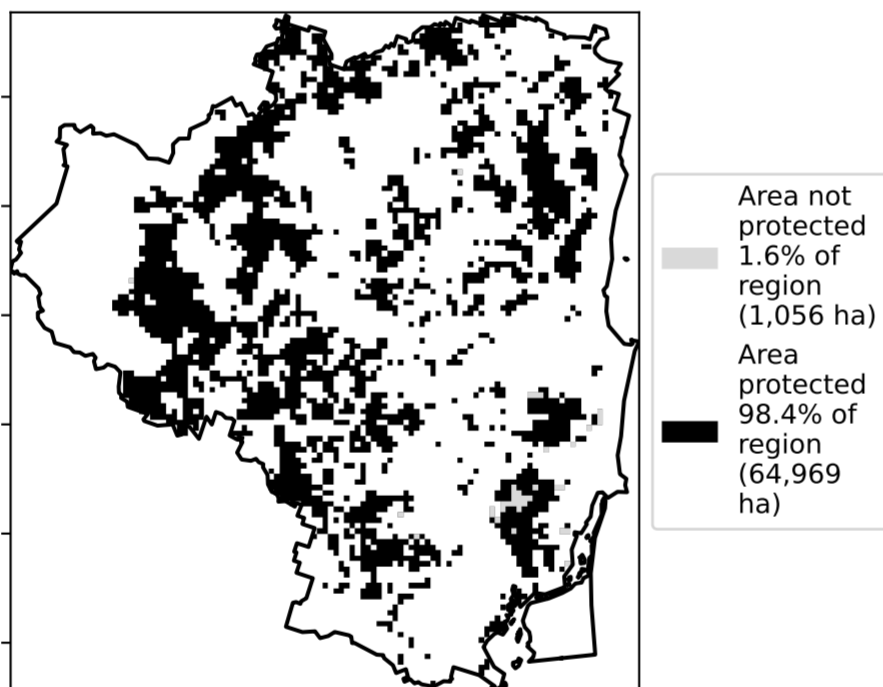 Area not
protected
1.6% of
region
(1,056 ha)
Area
protected
98.4% of
region
(64,969
ha)